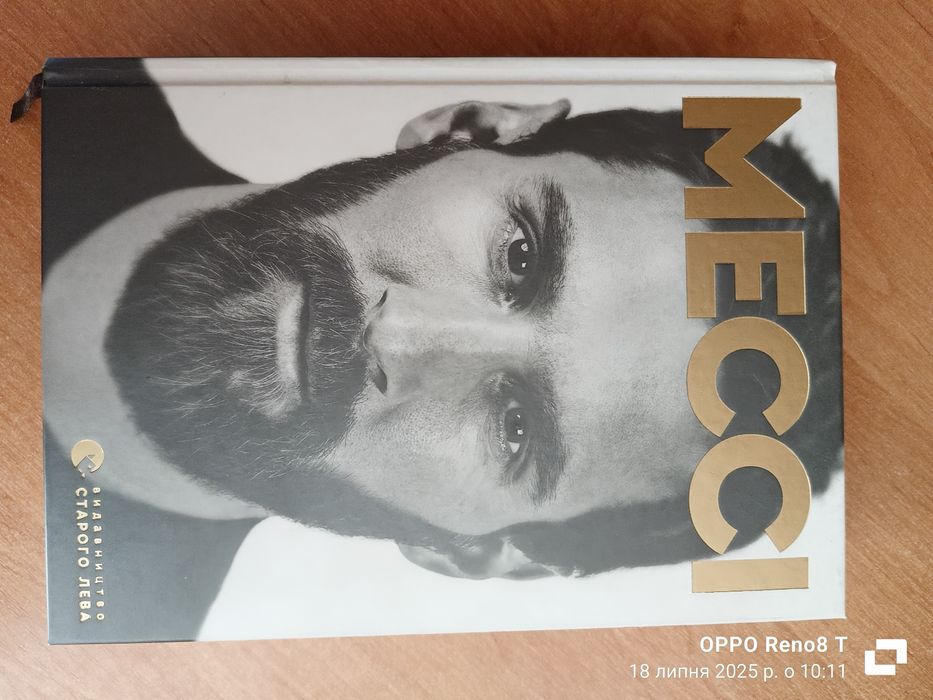 МЕССІ
видавництво
СТАРОГО ЛЕВА
OPPO Reno8 T
18 липня 2025 р. о 10:11